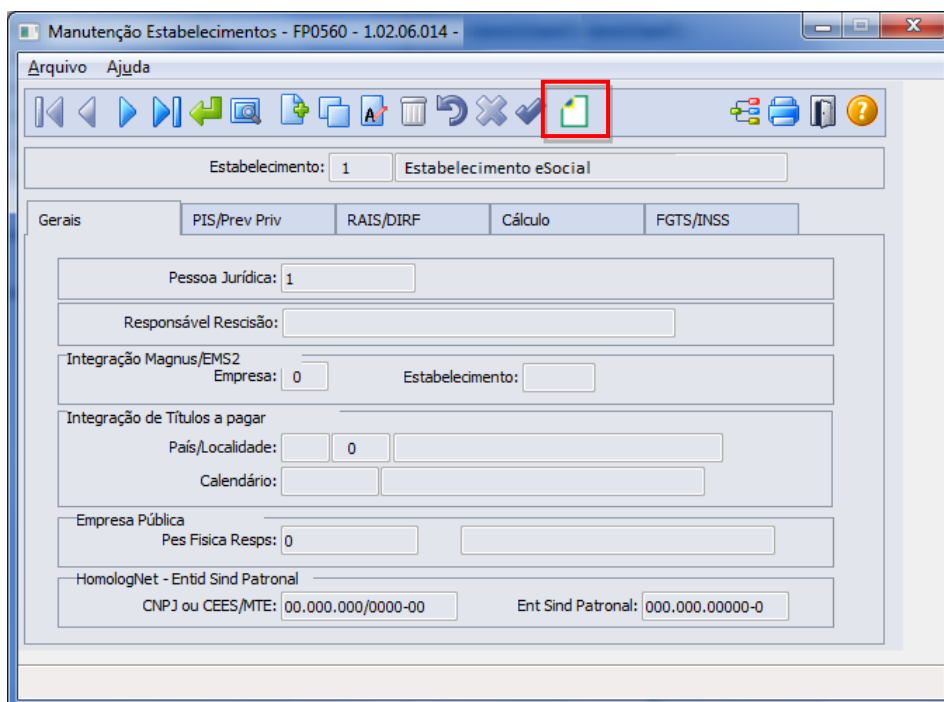 Manutenção Estabelecimentos - FP0560 - 1.02.06.014 -
Arquivo Ajuda
Estabelecimento: 1 Estabelecimento eSocial
Gerais PIS/Prev Priv RAIS/DIRF Cálculo FGTS/INSS
Pessoa Jurídica: 1
Responsável Rescisão:
Integração Magnus/EMS2
Empresa: 0 Estabelecimento:
Integração de Títulos a pagar
País/Localidade: 0
Calendário:
Empresa Pública
Pes Fisica Resps: 0
HomologNet - Entid Sind Patronal
CNPJ ou CEES/MTE: 00.000.000/0000-00 Ent Sind Patronal: 000.000.00000-0